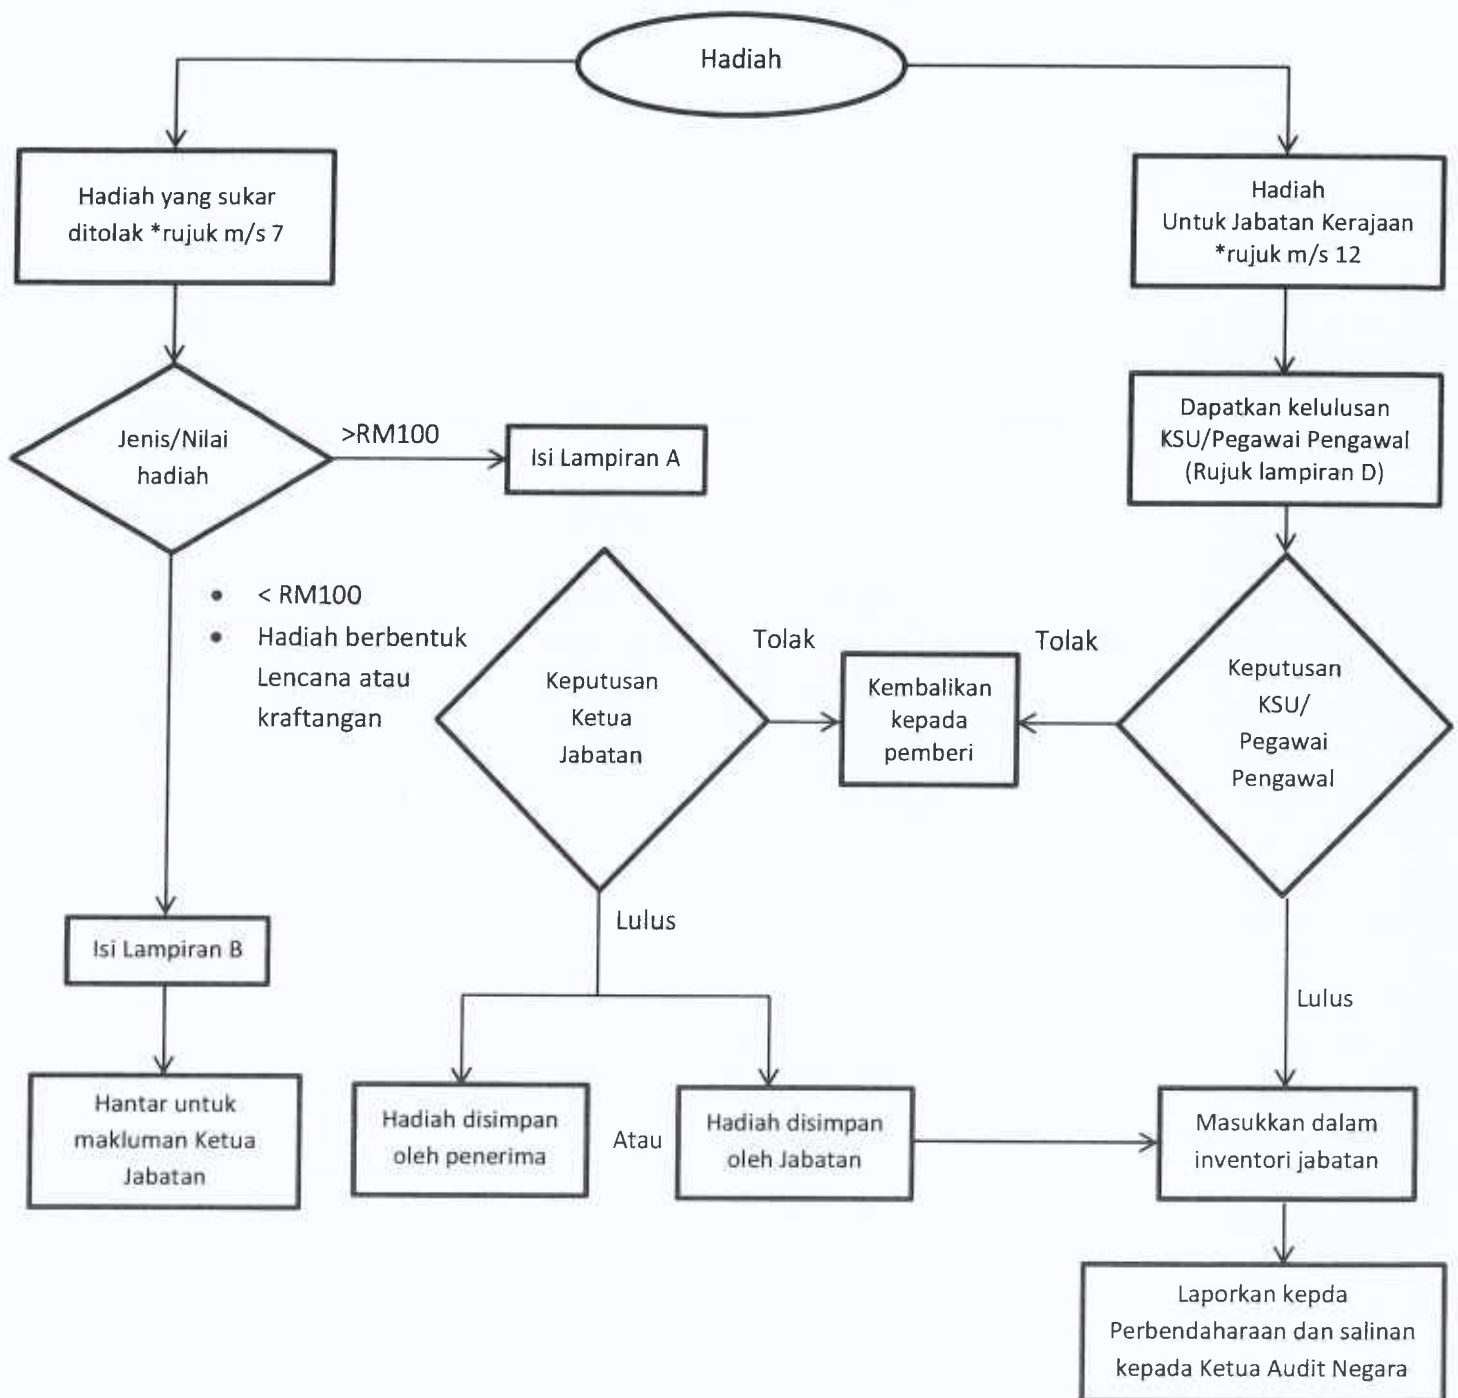 Hadiah
Hadiah yang sukar
ditolak *rujuk m/s 7
Hadiah
Untuk Jabatan Kerajaan
*rujuk m/s 12
Jenis/Nilai
hadiah
>RM100
Isi Lampiran A
Dapatkan kelulusan
KSU/Pegawai Pengawal
(Rujuk lampiran D)
• < RM100
• Hadiah berbentuk
Lencana atau
kraftangan
Keputusan
Ketua
Jabatan
Tolak
Kembalikan
kepada
pemberi
Tolak
Keputusan
KSU/
Pegawai
Pengawal
Lulus
Lulus
Isi Lampiran B
Hantar untuk
makluman Ketua
Jabatan
Hadiah disimpan
oleh penerima
Atau
Hadiah disimpan
oleh Jabatan
Masukkan dalam
inventori jabatan
Laporkan kepda
Perbendaharaan dan salinan
kepada Ketua Audit Negara